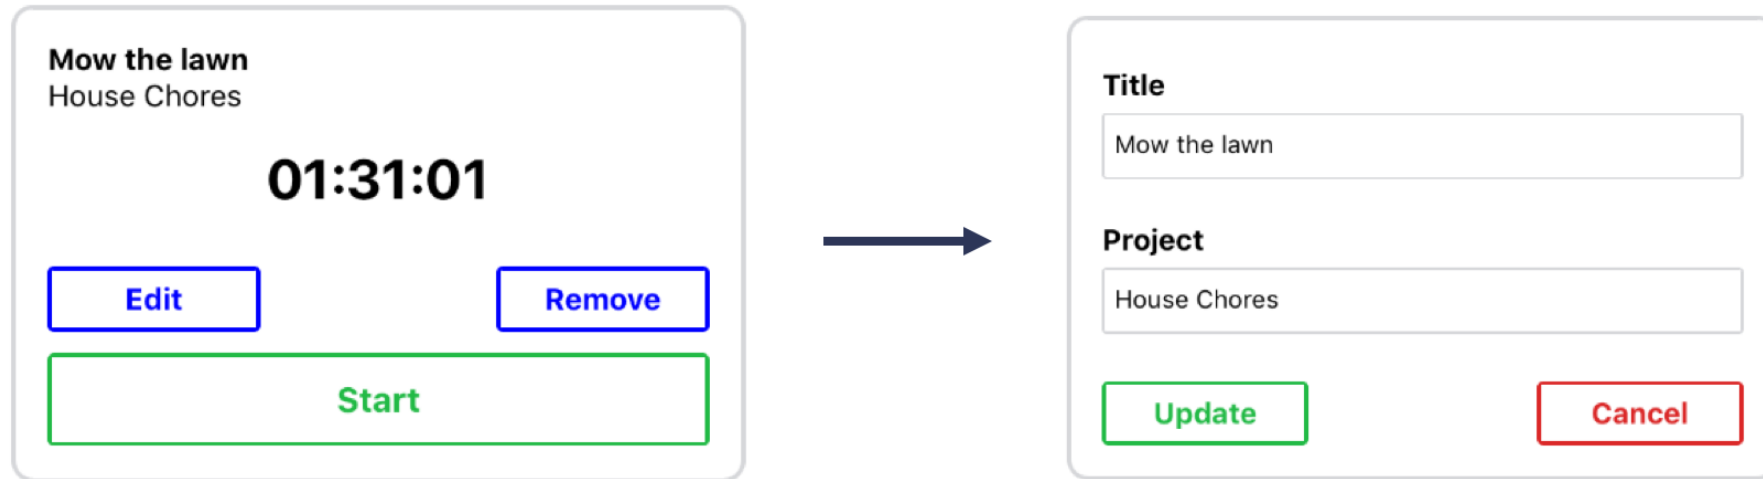 Mow the lawn
House Chores
01:31:01
Edit Remove
Start
Title
Mow the lawn
Project
House Chores
Update Cancel